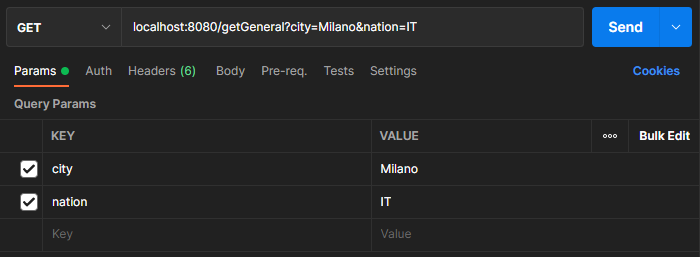 GET localhost:8080/getGeneral?city=Milano&nation=IT Send
Params Auth Headers (6) Body Pre-req. Tests Settings Cookies
Query Params
KEY VALUE ooo Bulk Edit
city Milano
nation IT
Key Value